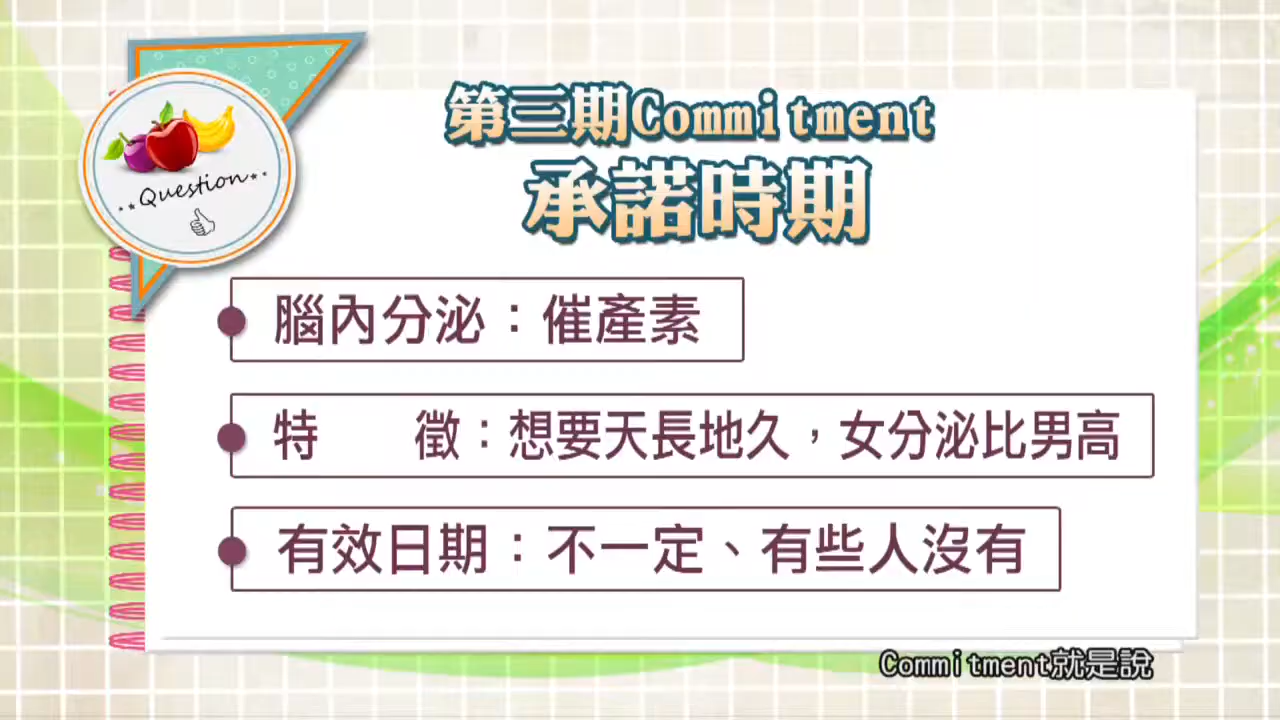 Question
第三期Commitment
承諾時期
腦內分泌：催產素
特　徵：想要天長地久，女分泌比男高
有效日期：不一定、有些人沒有
Commitment就是說